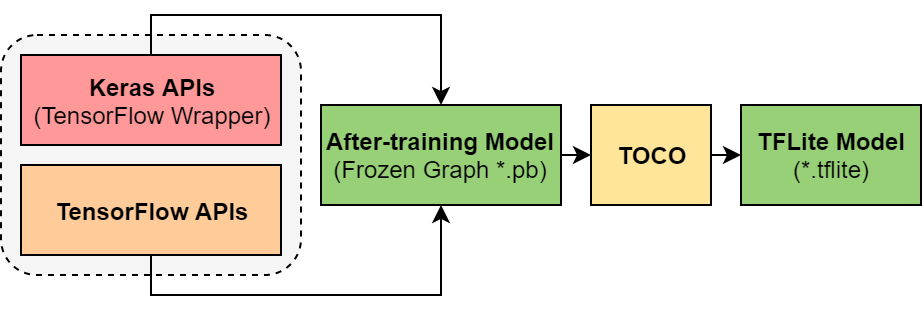 Keras APIs
(TensorFlow Wrapper)
TensorFlow APIs
After-training Model
(Frozen Graph *.pb)
TOCO
TFLite Model
(*.tflite)